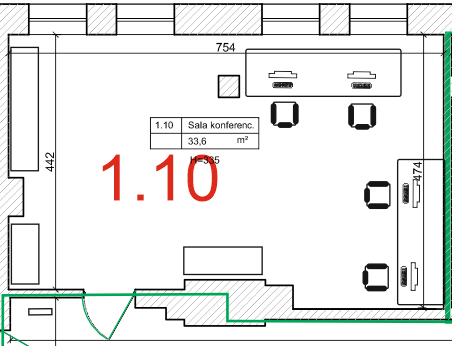 754
1.10 Sala konferenc.
33,6 m²
H=335
1.10
442
474